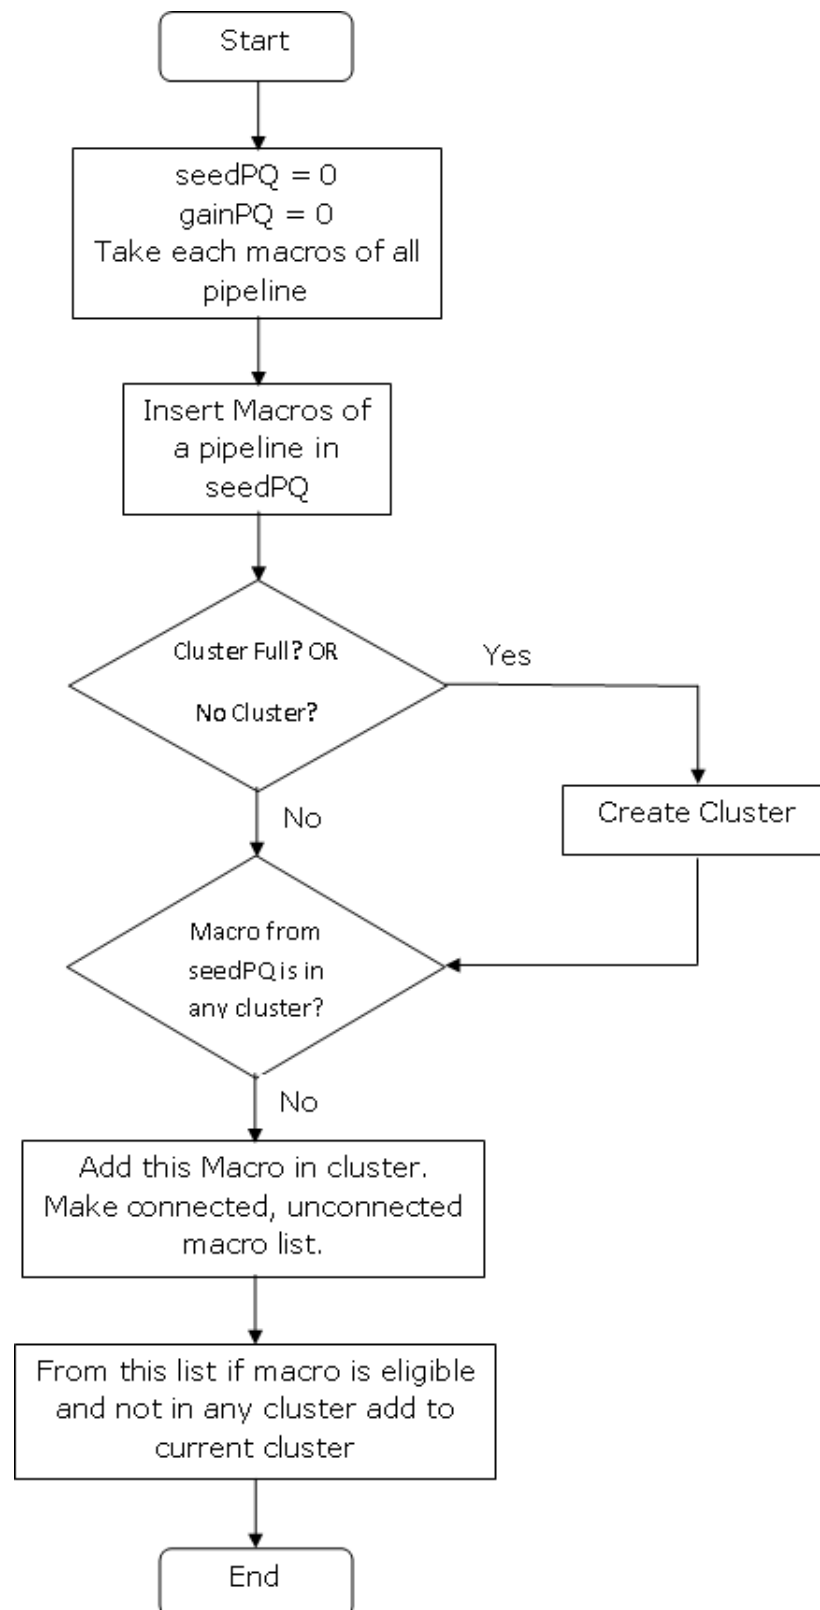 Start
seedPQ = 0
gainPQ = 0
Take each macros of all
pipeline
Insert Macros of
a pipeline in
seedPQ
Cluster Full? OR
No Cluster?
Yes
Create Cluster
No
Macro from
seedPQ is in
any cluster?
No
Add this Macro in cluster.
Make connected, unconnected
macro list.
From this list if macro is eligible
and not in any cluster add to
current cluster
End